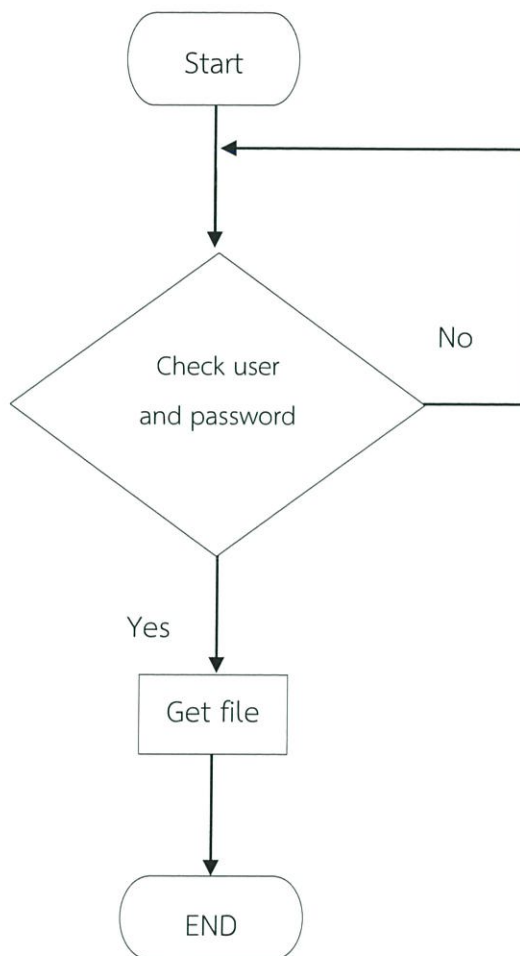 Start
No
Check user
and password
Yes
Get file
END